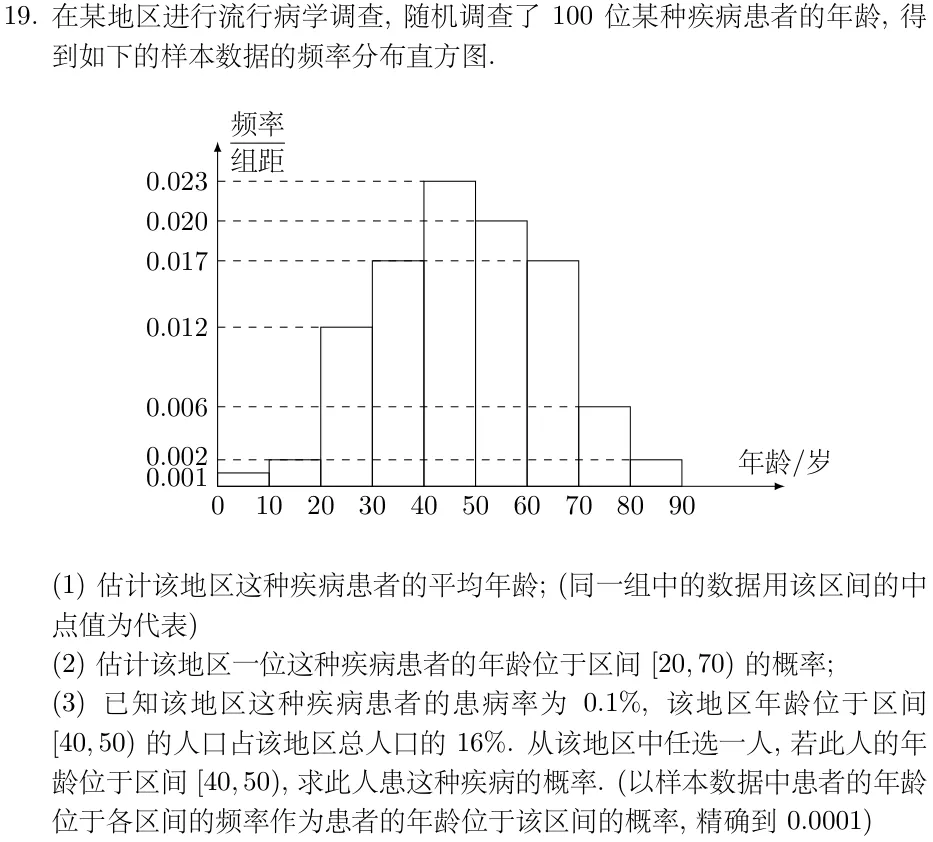 19. 在某地区进行流行病学调查, 随机调查了 100 位某种疾病患者的年龄, 得
到如下的样本数据的频率分布直方图.
频率
组距
0.023
0.020
0.017
0.012
0.006
0.002
0.001
年龄/岁
0 10 20 30 40 50 60 70 80 90
(1) 估计该地区这种疾病患者的平均年龄; (同一组中的数据用该区间的中
点值为代表)
(2) 估计该地区一位这种疾病患者的年龄位于区间 [20, 70) 的概率;
(3) 已知该地区这种疾病患者的患病率为 0.1%, 该地区年龄位于区间
[40, 50) 的人口占该地区总人口的 16%. 从该地区中任选一人, 若此人的年
龄位于区间 [40, 50), 求此人患这种疾病的概率. (以样本数据中患者的年龄
位于各区间的频率作为患者的年龄位于该区间的概率, 精确到 0.0001)